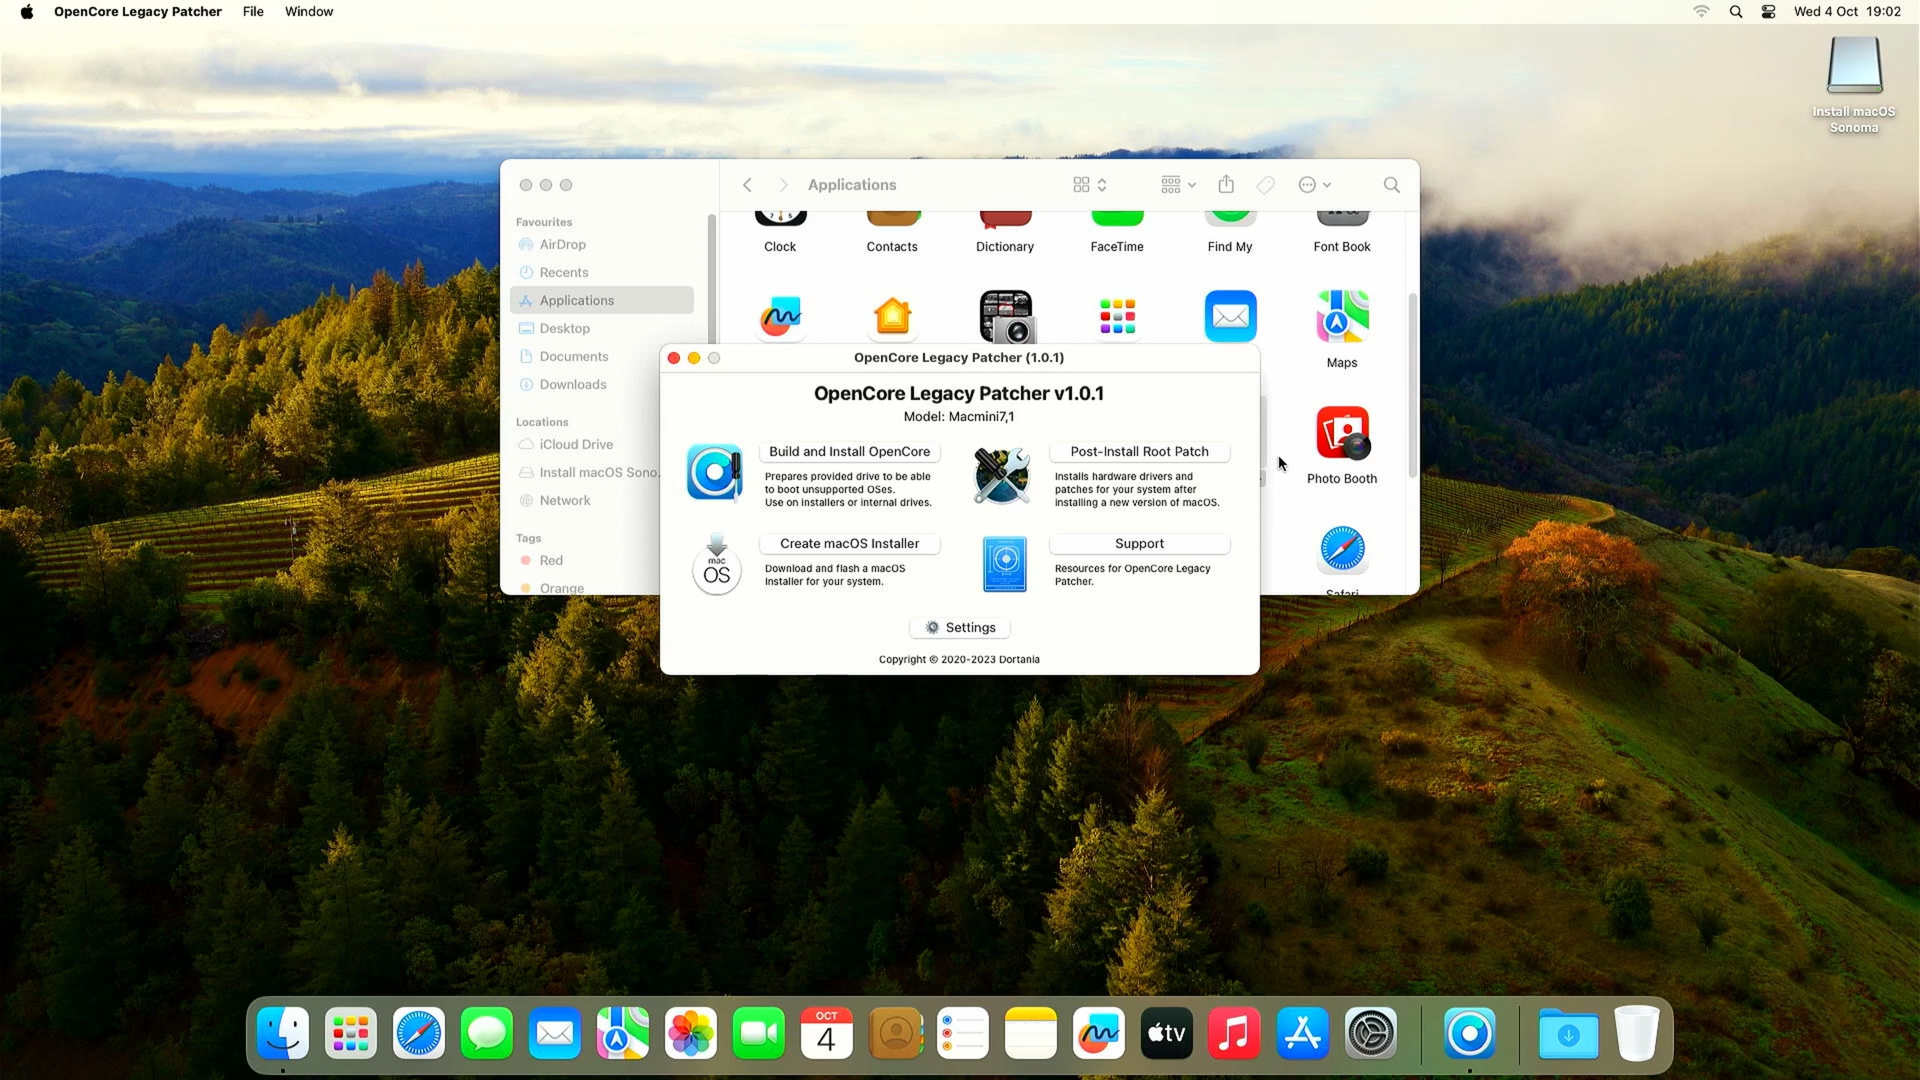 OpenCore Legacy Patcher File Window
Wed 4 Oct 19:02
Install macOS
Sonoma
Applications
Favourites
AirDrop
Recents
Applications
Desktop
Documents
Downloads
Locations
iCloud Drive
Install macOS Sono...
Network
Tags
Red
Orange
7 5
Clock Contacts Dictionary FaceTime Find My Font Book
Maps
Photo Booth
Safari
OpenCore Legacy Patcher (1.0.1)
OpenCore Legacy Patcher v1.0.1
Model: Macmini7,1
Build and Install OpenCore
Prepares provided drive to be able
to boot unsupported OSes.
Use on installers or internal drives.
Post-Install Root Patch
Installs hardware drivers and
patches for your system after
installing a new version of macOS.
mac
OS
Create macOS Installer
Download and flash a macOS
Installer for your system.
Support
Resources for OpenCore Legacy
Patcher.
Settings
Copyright © 2020-2023 Dortania
OCT
4
tv